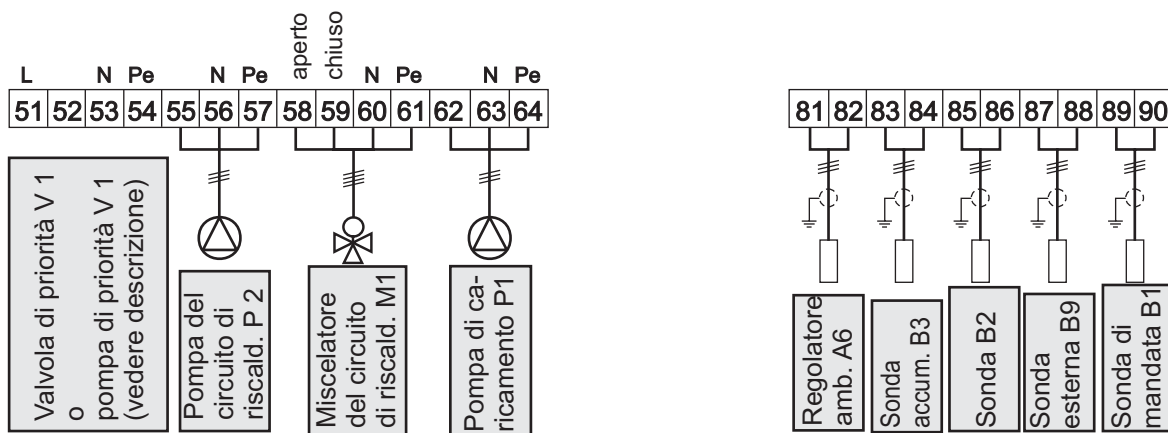 aperto
chiuso
L N Pe N Pe N Pe N Pe
51 52 53 54 55 56 57 58 59 60 61 62 63 64
81 82 83 84 85 86 87 88 89 90
Valvola di priorità V 1
o
pompa di priorità V 1
(vedere descrizione)
Pompa del
circuito di
riscald. P 2
Miscelatore
del circuito
di riscald. M1
Pompa di ca-
ricamento P1
Regolatore
amb. A6
Sonda
accum. B3
Sonda B2
Sonda
esterna B9
Sonda di
mandata B1